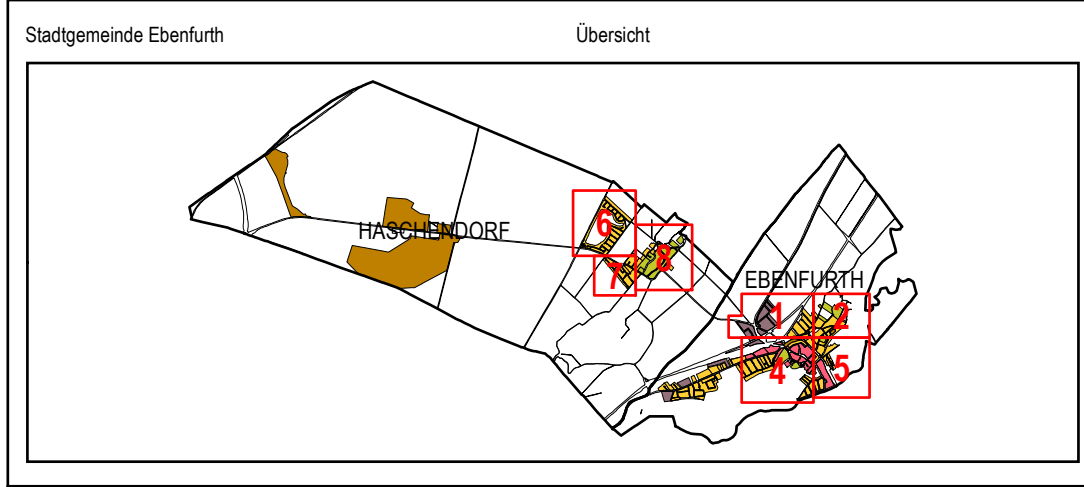 Stadtgemeinde Ebenfurth
Übersicht
HASCHENDORF
6
8
7
EBENFURTH
1
2
4
5